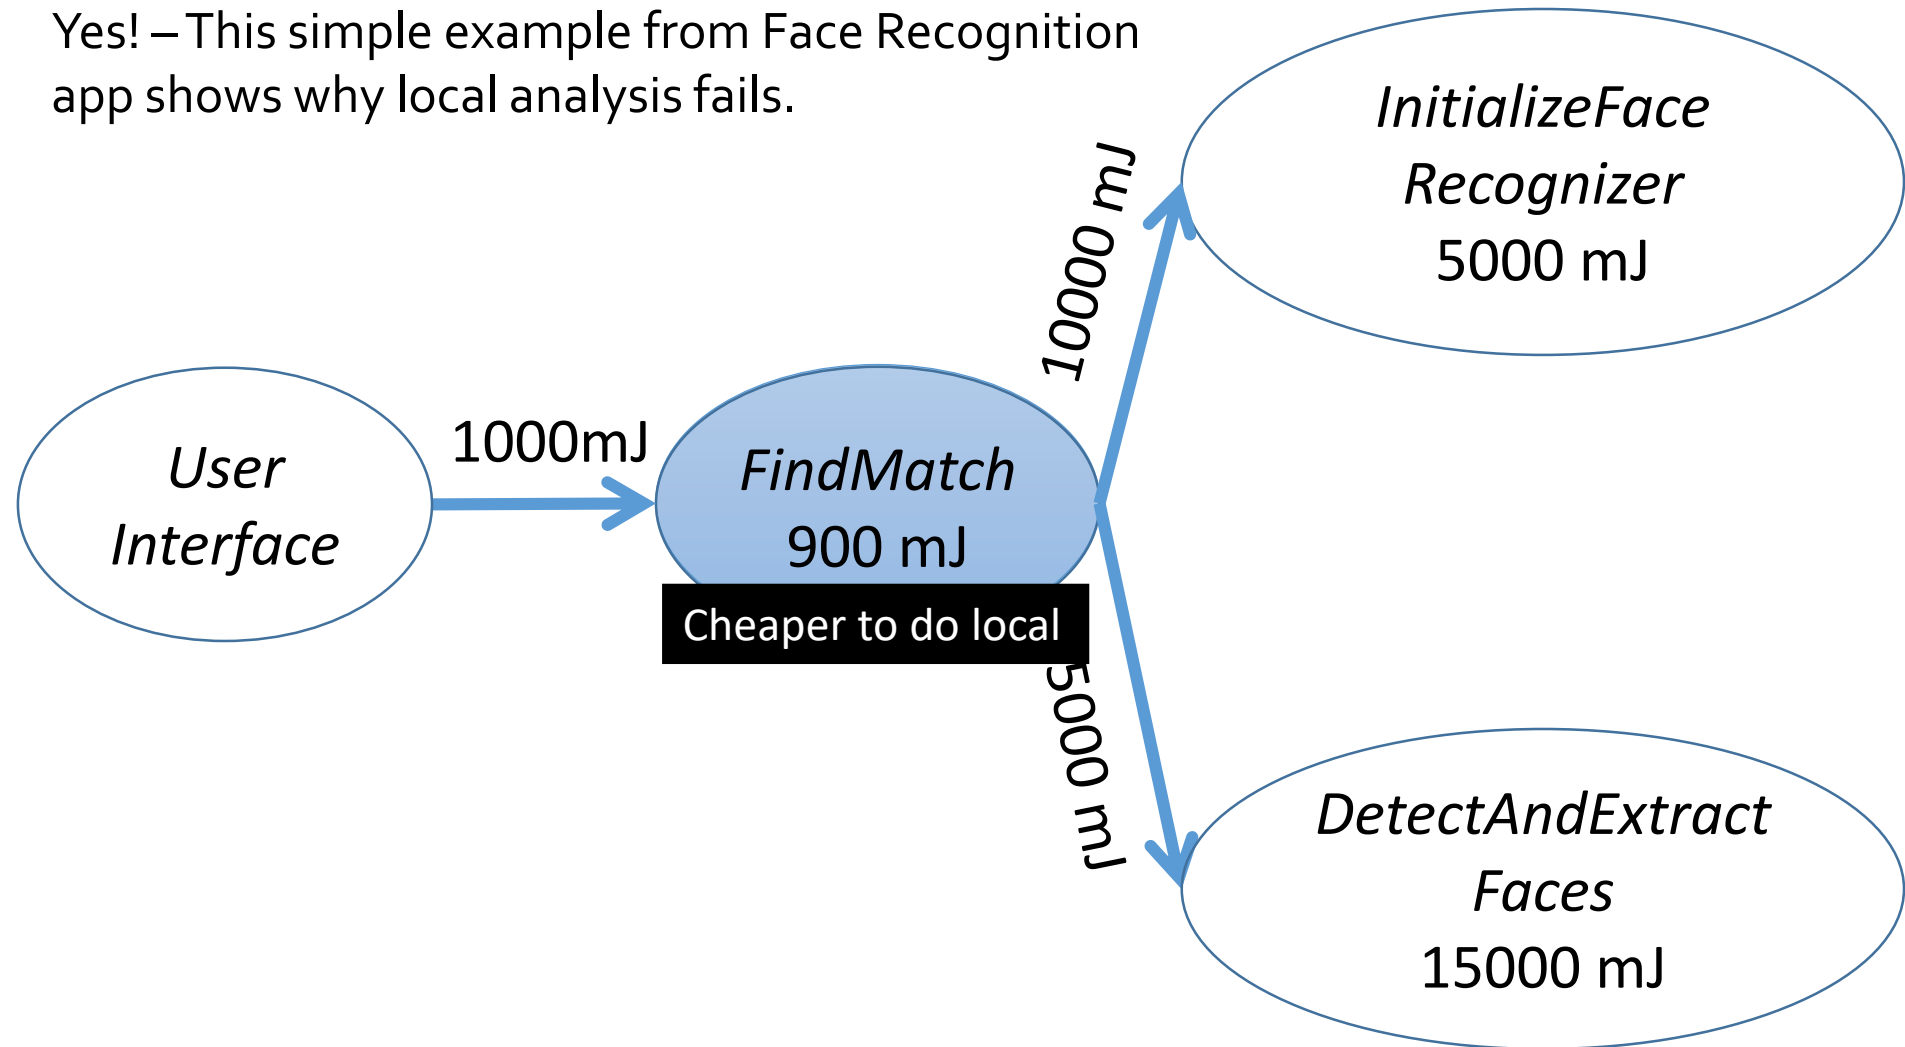 Yes! – This simple example from Face Recognition
app shows why local analysis fails.
InitializeFace
Recognizer
5000 mJ
10000 mJ
1000mJ
User
Interface
FindMatch
900 mJ
Cheaper to do local
5000 mJ
DetectAndExtract
Faces
15000 mJ